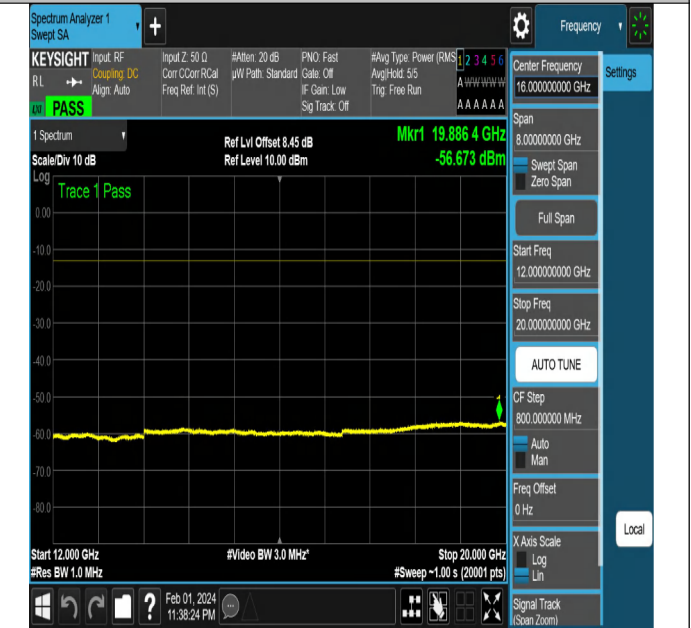 Spectrum Analyzer 1
Swept SA
+
Frequency
KEYSIGHT
RL
LXI
PASS
Input: RF
Coupling: DC
Align: Auto
Input Z: 50 Ω
Corr CCorr RCal
Freq Ref: Int (S)
#Atten: 20 dB
µW Path: Standard
PNO: Fast
Gate: Off
IF Gain: Low
Sig Track: Off
#Avg Type: Power (RMS
Avg|Hold: 5/5
Trig: Free Run
1 2 3 4 5 6
A W W W W W
A A A A A A
1 Spectrum
Scale/Div 10 dB
Log
Ref Lvl Offset 8.45 dB
Ref Level 10.00 dBm
Mkr1 19.886 4 GHz
-56.673 dBm
Trace 1 Pass
0.00
-10.0
-20.0
-30.0
-40.0
-50.0
-60.0
-70.0
-80.0
1
Start 12.000 GHz
#Res BW 1.0 MHz
#Video BW 3.0 MHz*
Stop 20.000 GHz
#Sweep ~1.00 s (20001 pts)
Feb 01, 2024
11:38:24 PM
?
Center Frequency
16.000000000 GHz
Settings
Span
8.00000000 GHz
Swept Span
Zero Span
Full Span
Start Freq
12.000000000 GHz
Stop Freq
20.000000000 GHz
AUTO TUNE
CF Step
800.000000 MHz
Auto
Man
Freq Offset
0 Hz
X Axis Scale
Log
Lin
Local
Signal Track
(Span Zoom)